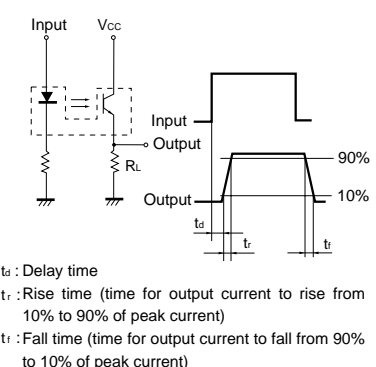 Input Vcc
Input
Output
RL
90%
Output
10%
td
tr
tf
td : Delay time
tr : Rise time (time for output current to rise from
10% to 90% of peak current)
tf : Fall time (time for output current to fall from 90%
to 10% of peak current)